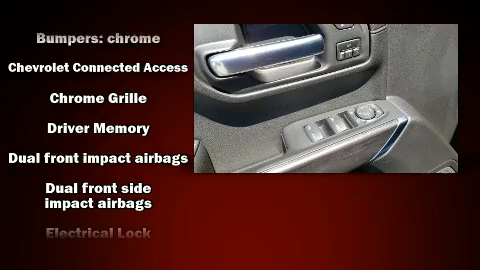 Bumpers: chrome
Chevrolet Connected Access
Chrome Grille
Driver Memory
Dual front impact airbags
Dual front side
impact airbags
Electrical Lock